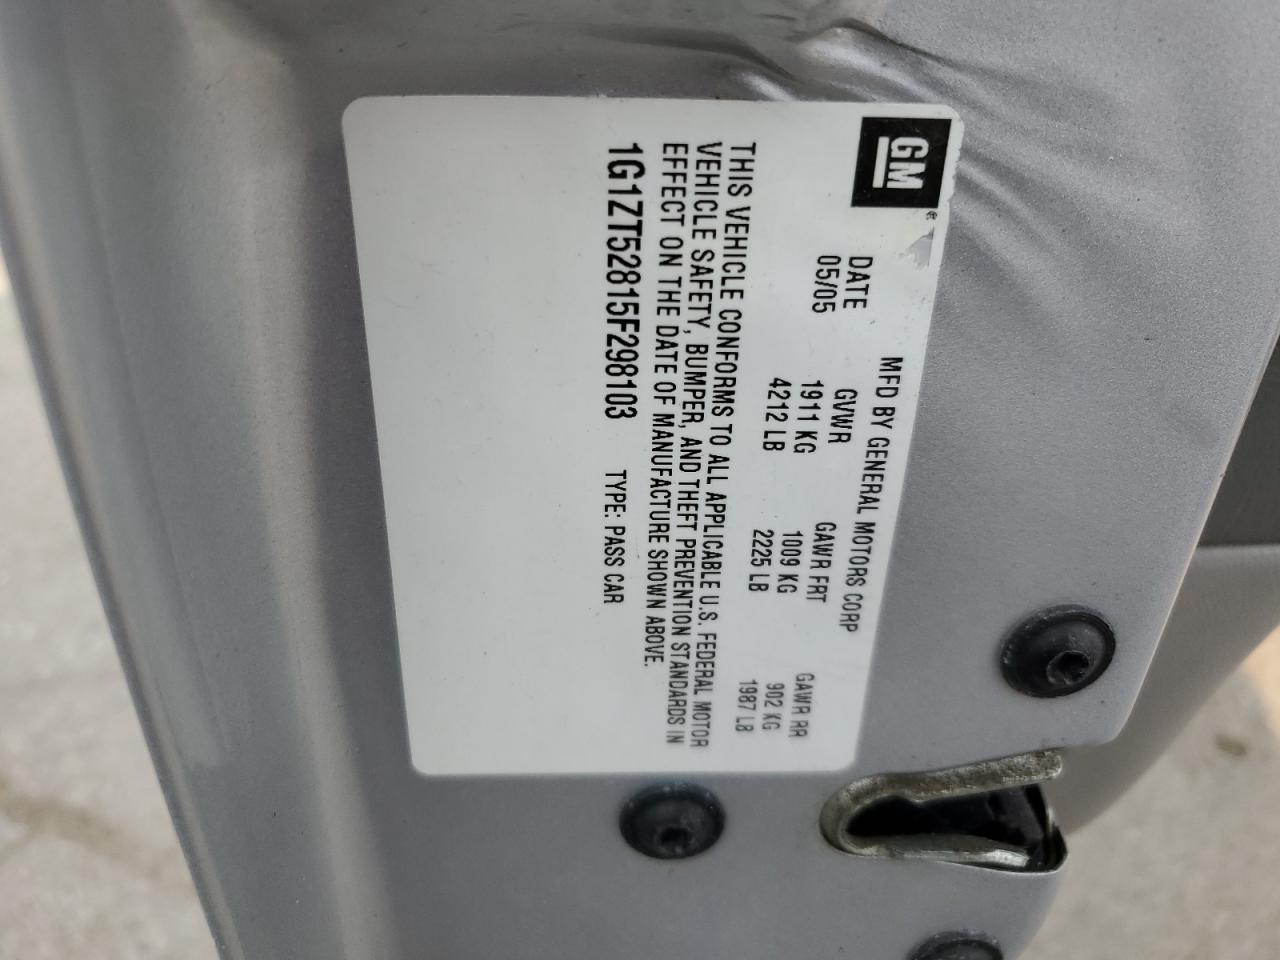 GM®
MFD BY GENERAL MOTORS CORP
DATE GVWR GAWR FRT GAWR RR
05/05 1911 KG 1009 KG 902 KG
4212 LB 2225 LB 1987 LB
THIS VEHICLE CONFORMS TO ALL APPLICABLE U.S. FEDERAL MOTOR
VEHICLE SAFETY, BUMPER, AND THEFT PREVENTION STANDARDS IN
EFFECT ON THE DATE OF MANUFACTURE SHOWN ABOVE.
1G1ZT52815F298103 TYPE: PASS CAR